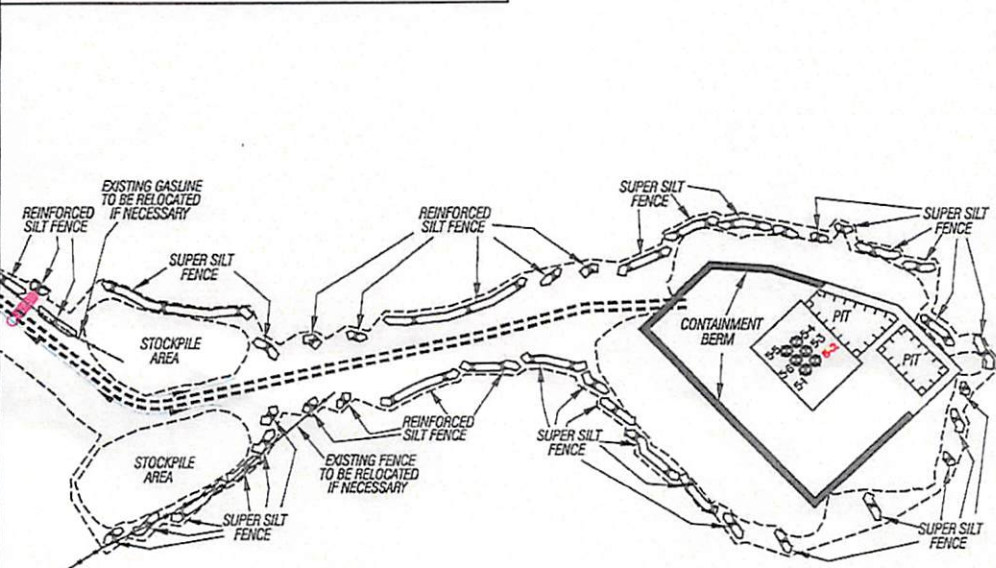 EXISTING GASLINE
TO BE RELOCATED
IF NECESSARY
REINFORCED
SILT FENCE
SUPER SILT
FENCE
REINFORCED
SILT FENCE
SUPER SILT
FENCE
SUPER SILT
FENCE
STOCKPILE
AREA
CONTAINMENT
BERM
PIT
PIT
STOCKPILE
AREA
REINFORCED
SILT FENCE
EXISTING FENCE
TO BE RELOCATED
IF NECESSARY
SUPER SILT
FENCE
SUPER SILT
FENCE
SUPER SILT
FENCE